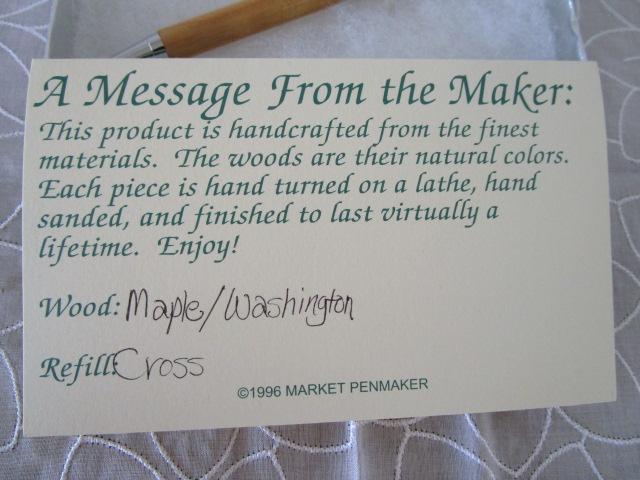 A Message From the Maker:
This product is handcrafted from the finest
materials. The woods are their natural colors.
Each piece is hand turned on a lathe, hand
sanded, and finished to last virtually a
lifetime. Enjoy!
Wood: Maple/Washington
Refill: Cross
©1996 MARKET PENMAKER